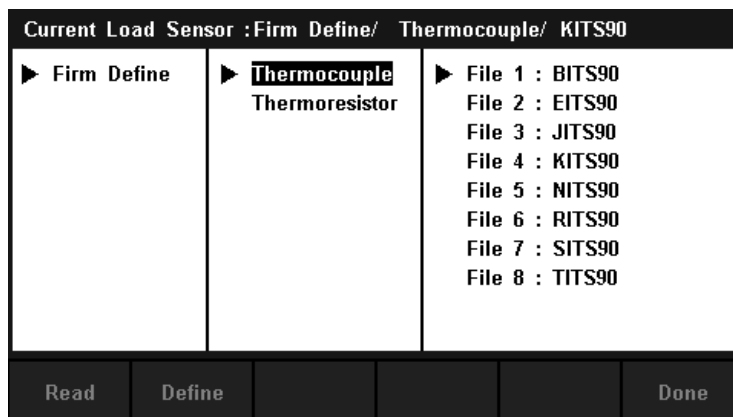 Current Load Sensor :Firm Define/ Thermocouple/ KITS90
Firm Define
Thermocouple
Thermoresistor
File 1 : BITS90
File 2 : EITS90
File 3 : JITS90
File 4 : KITS90
File 5 : NITS90
File 6 : RITS90
File 7 : SITS90
File 8 : TITS90
Read Define Done